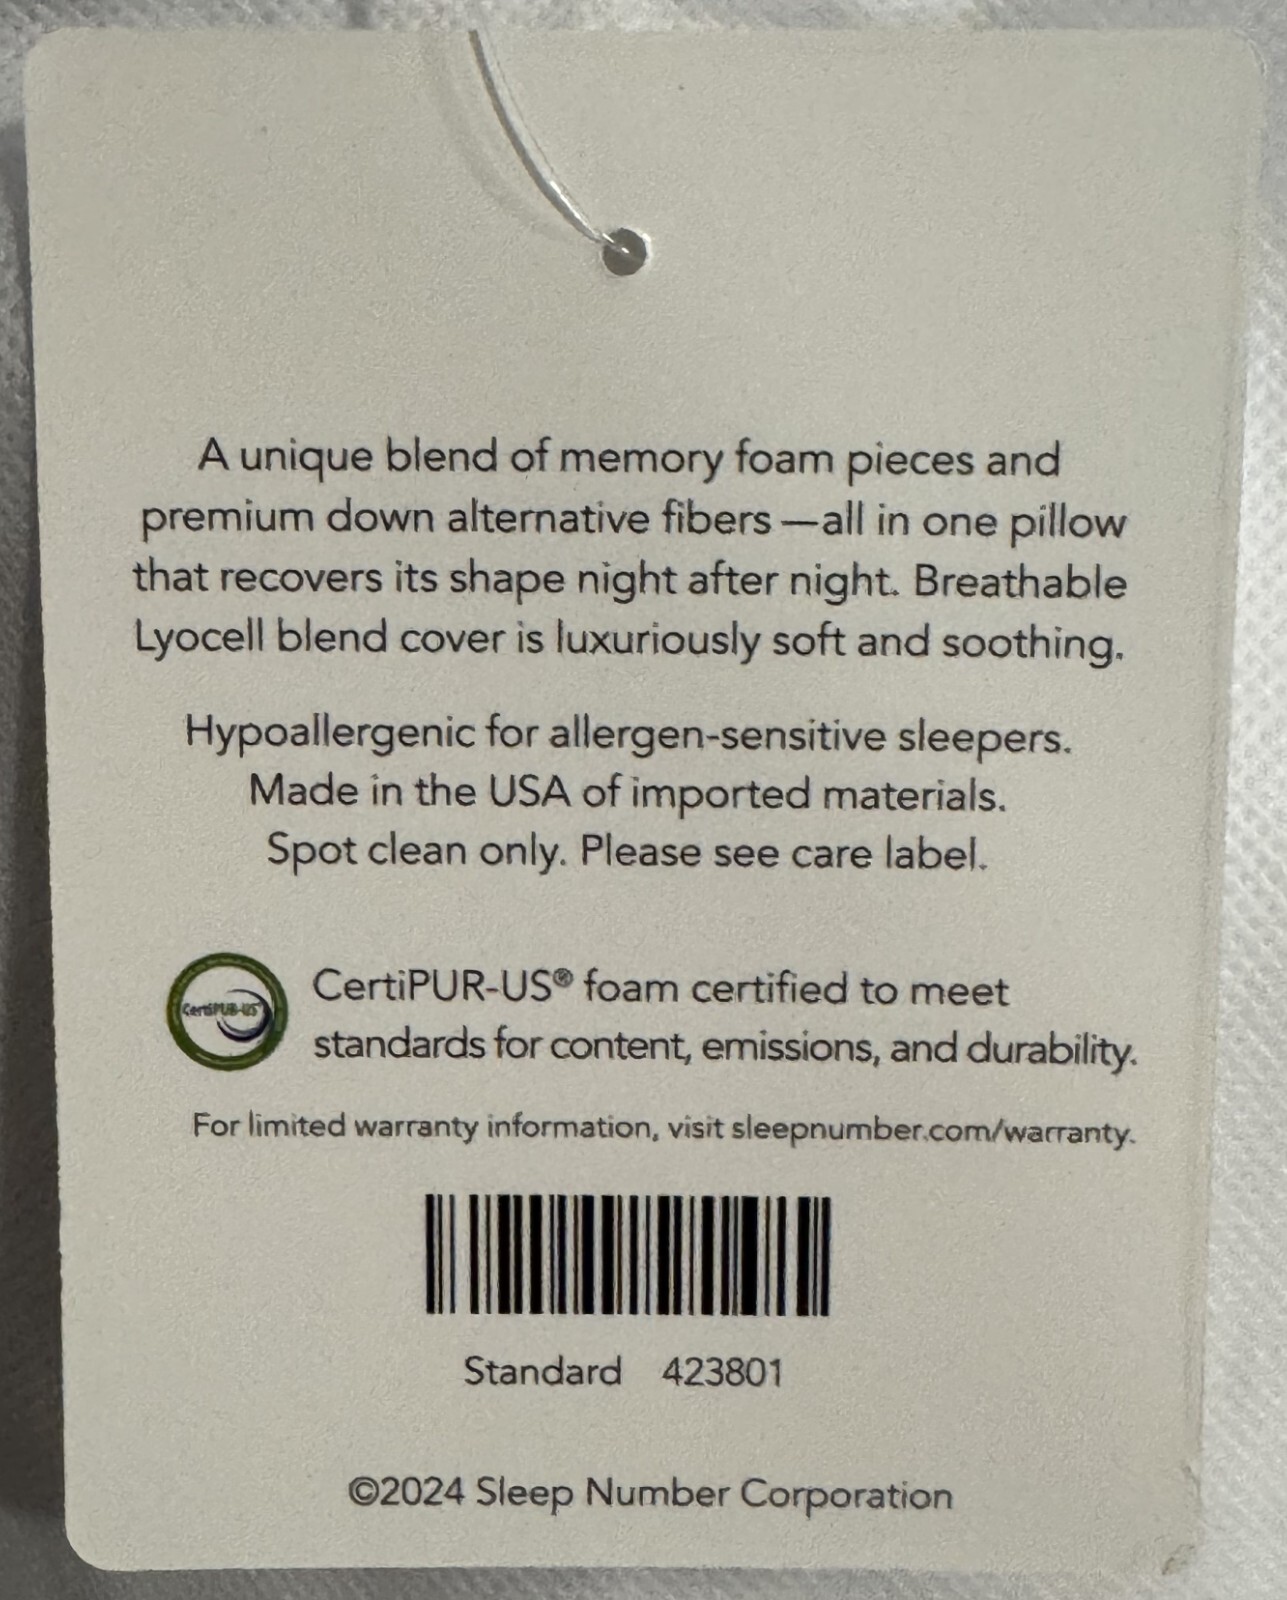 A unique blend of memory foam pieces and
premium down alternative fibers —all in one pillow
that recovers its shape night after night. Breathable
Lyocell blend cover is luxuriously soft and soothing.
Hypoallergenic for allergen-sensitive sleepers.
Made in the USA of imported materials.
Spot clean only. Please see care label.
CertiPUR-US
CertiPUR-US® foam certified to meet
standards for content, emissions, and durability.
For limited warranty information, visit sleepnumber.com/warranty.
Standard 423801
©2024 Sleep Number Corporation